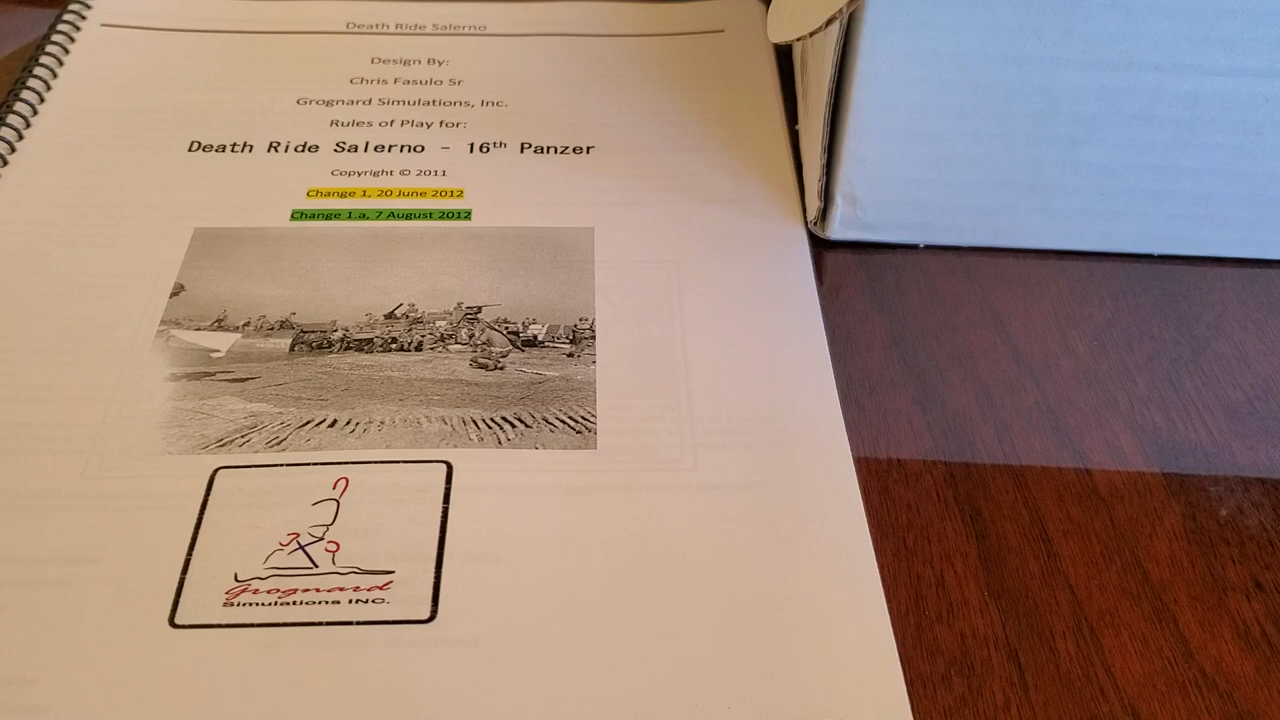 Death Ride Salerno
Design By:
Chris Fasulo Sr
Grognard Simulations, Inc.
Rules of Play for:
Death Ride Salerno - 16th Panzer
Copyright © 2011
Change 1, 20 June 2012
Change 1.a, 7 August 2012
Grognard
Simulations INC.